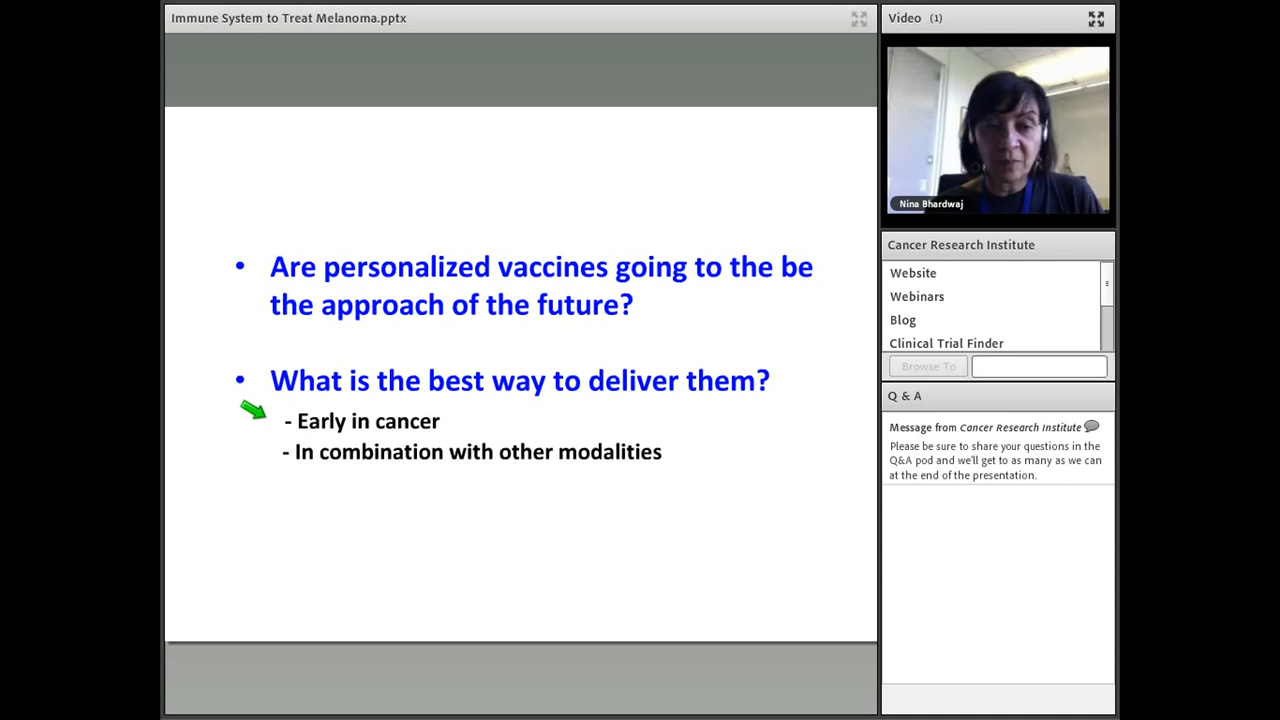 Immune System to Treat Melanoma.pptx
• Are personalized vaccines going to the be
the approach of the future?
• What is the best way to deliver them?
- Early in cancer
- In combination with other modalities
Video (1)
Nina Bhardwaj
Cancer Research Institute
Website
Webinars
Blog
Clinical Trial Finder
Browse To
Q & A
Message from Cancer Research Institute
Please be sure to share your questions in the
Q&A pod and we'll get to as many as we can
at the end of the presentation.